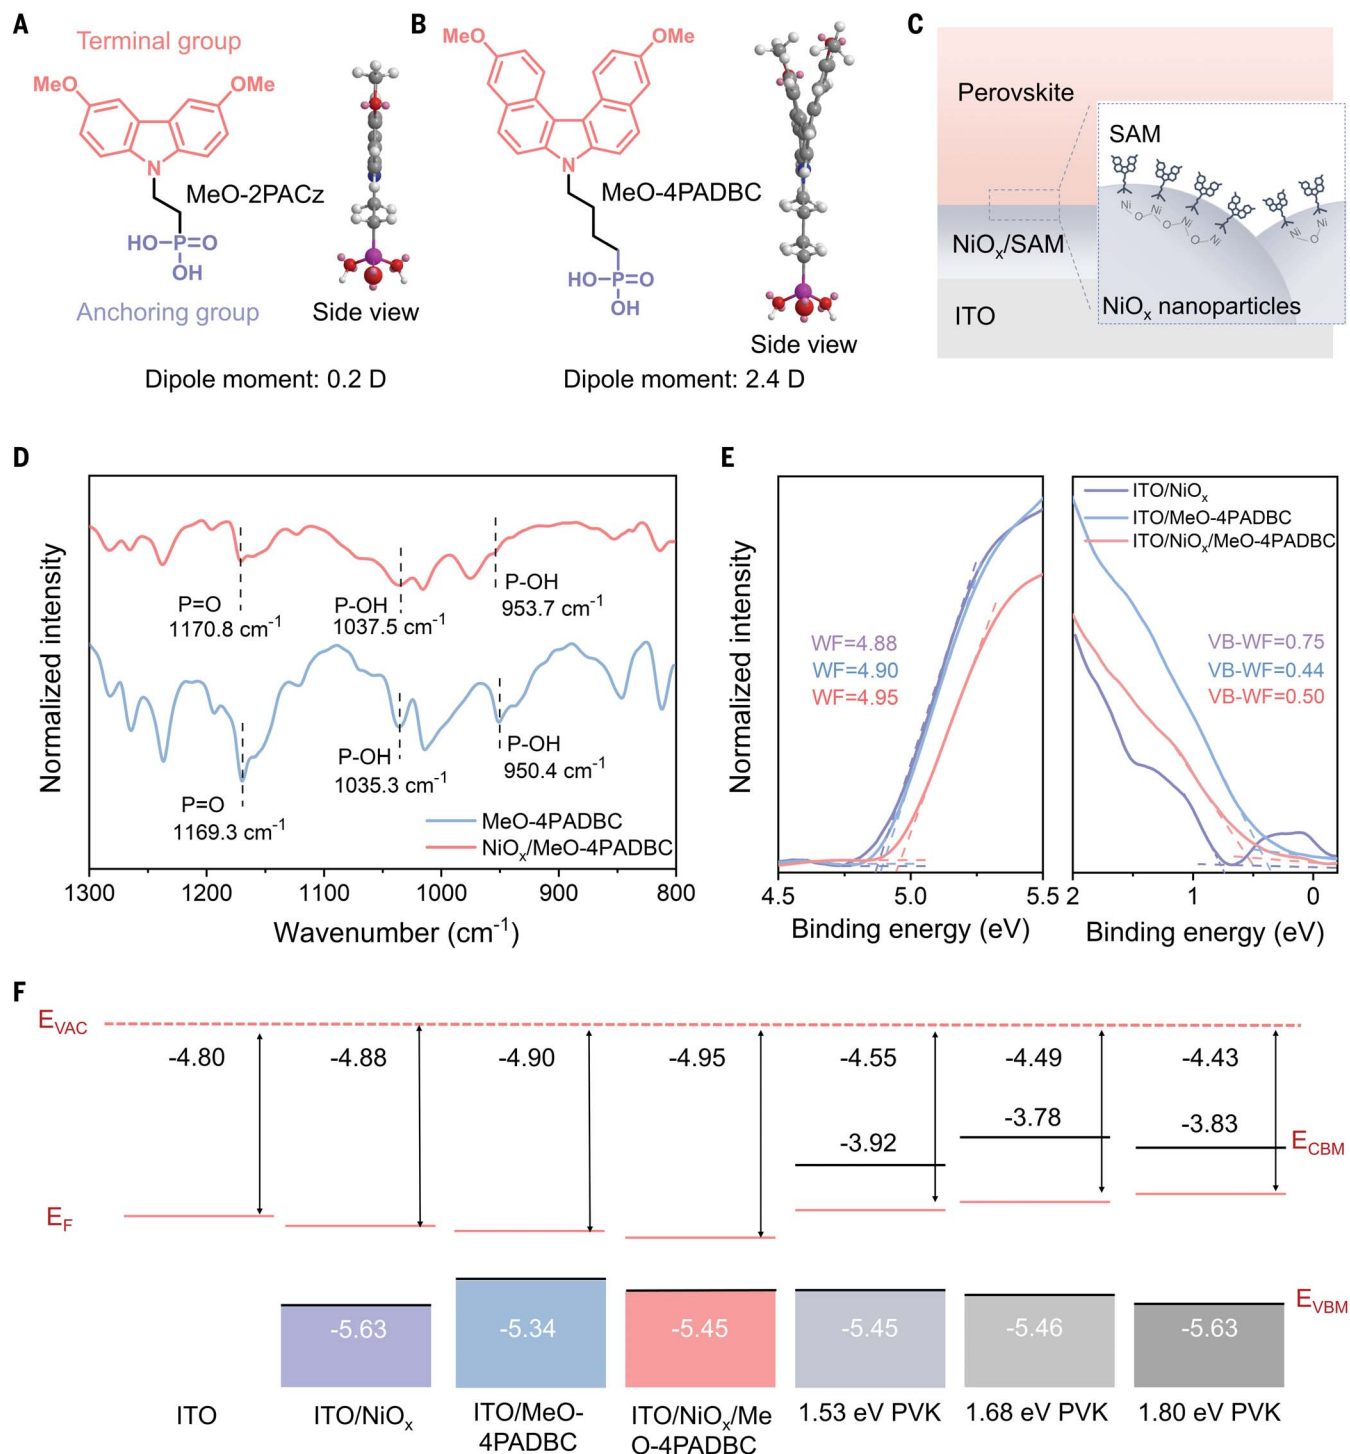 A
Terminal group
MeO
OMe
N
MeO-2PACz
HO-P=O
OH
Anchoring group
Side view
Dipole moment: 0.2 D
B
MeO
OMe
N
MeO-4PADBC
HO-P=O
OH
Side view
Dipole moment: 2.4 D
C
Perovskite
NiOx/SAM
ITO
SAM
Ni
O
Ni
O
Ni
O
Ni
Ni
O
Ni
NiOx nanoparticles
D
Normalized intensity
P=O
1170.8 cm-1
P-OH
1037.5 cm-1
P-OH
953.7 cm-1
P=O
1169.3 cm-1
P-OH
1035.3 cm-1
P-OH
950.4 cm-1
MeO-4PADBC
NiOx/MeO-4PADBC
1300 1200 1100 1000 900 800
Wavenumber (cm-1)
E
Normalized intensity
WF=4.88
WF=4.90
WF=4.95
4.5 5.0 5.5
Binding energy (eV)
ITO/NiOx
ITO/MeO-4PADBC
ITO/NiOx/MeO-4PADBC
VB-WF=0.75
VB-WF=0.44
VB-WF=0.50
2 1 0
Binding energy (eV)
F
EVAC
-4.80 -4.88 -4.90 -4.95 -4.55 -4.49 -4.43
-3.92 -3.78 -3.83
ECBM
EF
EVBM
-5.63 -5.34 -5.45 -5.45 -5.46 -5.63
ITO
ITO/NiOx
ITO/MeO-
4PADBC
ITO/NiOx/Me
O-4PADBC
1.53 eV PVK
1.68 eV PVK
1.80 eV PVK